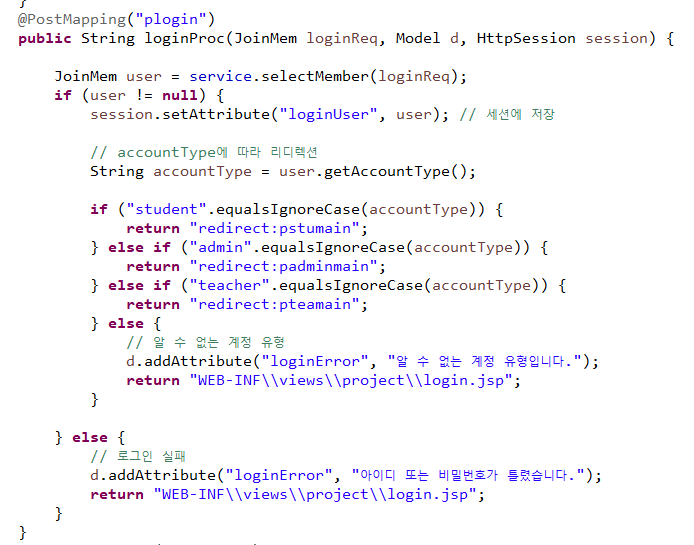 }
@PostMapping("plogin")
public String loginProc(JoinMem loginReq, Model d, HttpSession session) {
JoinMem user = service.selectMember(loginReq);
if (user != null) {
session.setAttribute("loginUser", user); // 세션에 저장
// accountType에 따라 리디렉션
String accountType = user.getAccountType();
if ("student".equalsIgnoreCase(accountType)) {
return "redirect:pstumain";
} else if ("admin".equalsIgnoreCase(accountType)) {
return "redirect:padminmain";
} else if ("teacher".equalsIgnoreCase(accountType)) {
return "redirect:pteamain";
} else {
// 알 수 없는 계정 유형
d.addAttribute("loginError", "알 수 없는 계정 유형입니다.");
return "WEB-INF\\views\\project\\login.jsp";
}
} else {
// 로그인 실패
d.addAttribute("loginError", "아이디 또는 비밀번호가 틀렸습니다.");
return "WEB-INF\\views\\project\\login.jsp";
}
}